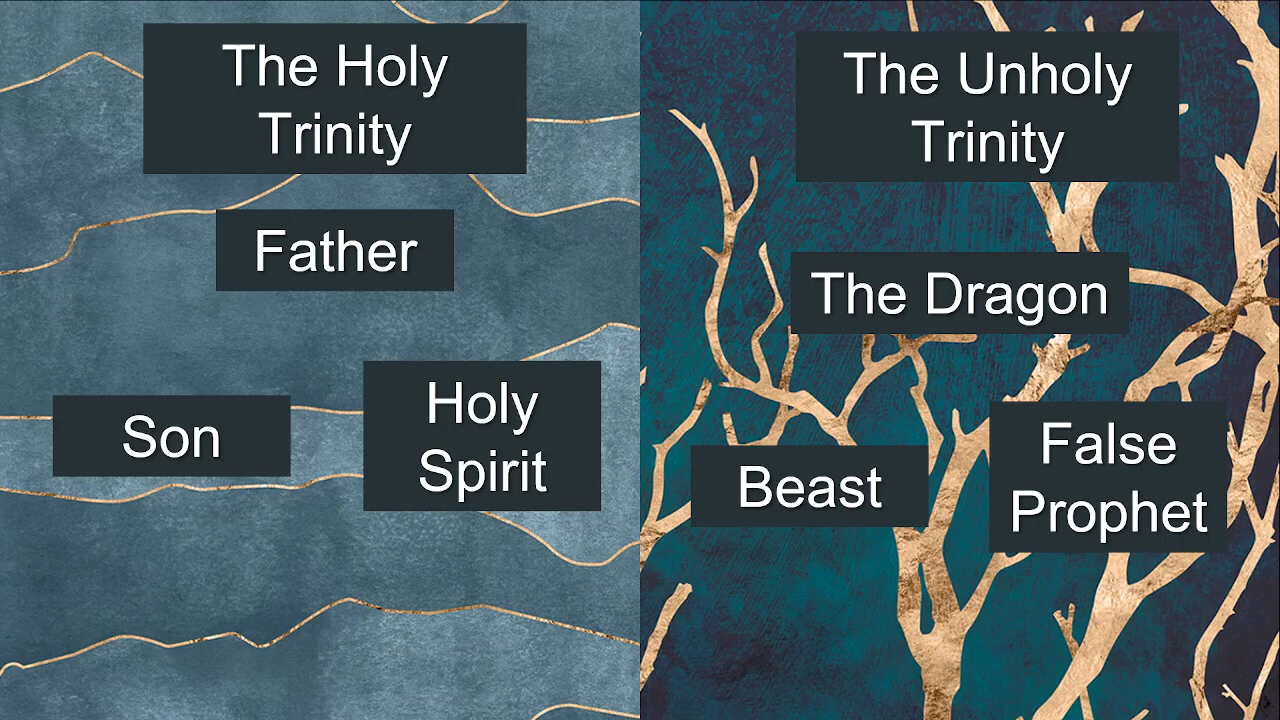 The Holy
Trinity
Father
Son
Holy
Spirit
The Unholy
Trinity
The Dragon
Beast
False
Prophet